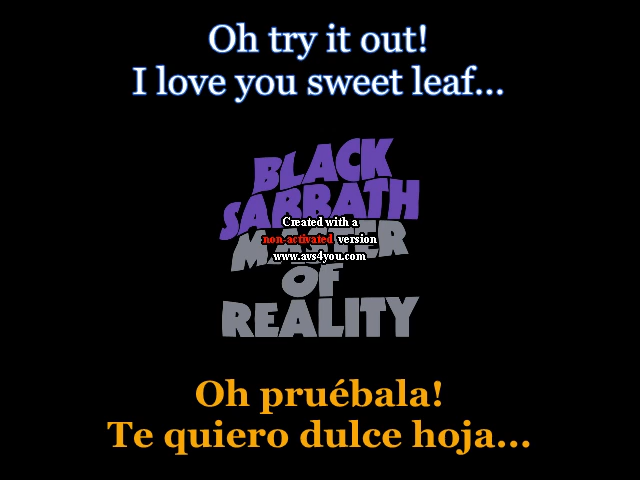 Oh try it out!
I love you sweet leaf...
BLACK
SABBATH
Created with a
non-activated version
www.avs4you.com
MASTER
OF
REALITY
Oh pruébala!
Te quiero dulce hoja...